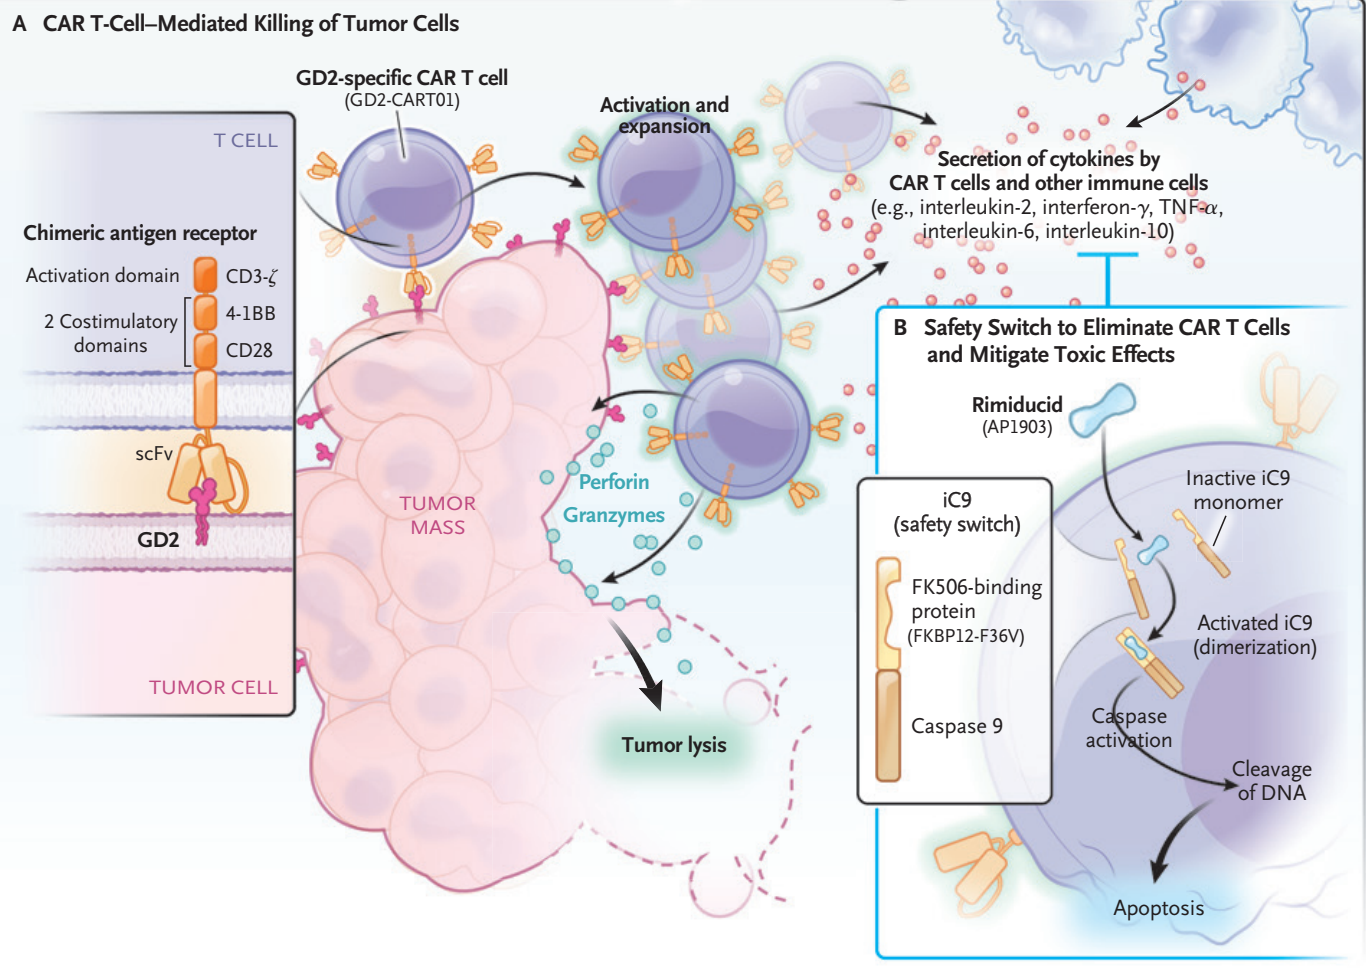 A CAR T-Cell–Mediated Killing of Tumor Cells
GD2-specific CAR T cell
(GD2-CART01)
Activation and
expansion
Secretion of cytokines by
CAR T cells and other immune cells
(e.g., interleukin-2, interferon-γ, TNF-α,
interleukin-6, interleukin-10)
T CELL
Chimeric antigen receptor
Activation domain
CD3-ζ
2 Costimulatory
domains
4-1BB
CD28
scFv
GD2
TUMOR CELL
TUMOR
MASS
Perforin
Granzymes
Tumor lysis
B Safety Switch to Eliminate CAR T Cells
and Mitigate Toxic Effects
Rimiducid
(AP1903)
iC9
(safety switch)
FK506-binding
protein
(FKBP12-F36V)
Caspase 9
Inactive iC9
monomer
Activated iC9
(dimerization)
Caspase
activation
Cleavage
of DNA
Apoptosis